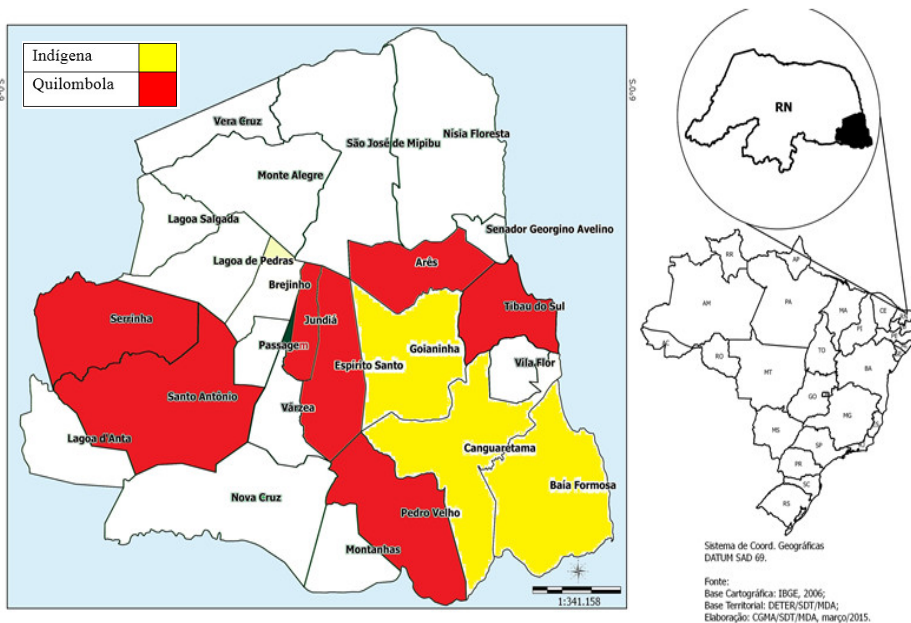 Indígena
Quilombola
Vera Cruz
São José de Mipibu
Nísia Floresta
Monte Alegre
Lagoa Salgada
Senador Georgino Avelino
Lagoa de Pedras
Arês
Brejinho
Tibau do Sul
Serrinha
Jundiá
Passagem
Goianinha
Espírito Santo
Vila Flor
Santo Antônio
Várzea
Lagoa d'Anta
Canguaretama
Baía Formosa
Nova Cruz
Pedro Velho
Montanhas
1:341.158
6°0'S
RN
RR
AP
AM
PA
MA
CE
PI
AC
RO
TO
MT
BA
GO
MG
MS
SP
PR
SC
RS
Sistema de Coord. Geográficas
DATUM SAD 69.
Fonte:
Base Cartográfica: IBGE, 2006;
Base Territorial: DETER/SDT/MDA;
Elaboração: CGMA/SDT/MDA, março/2015.